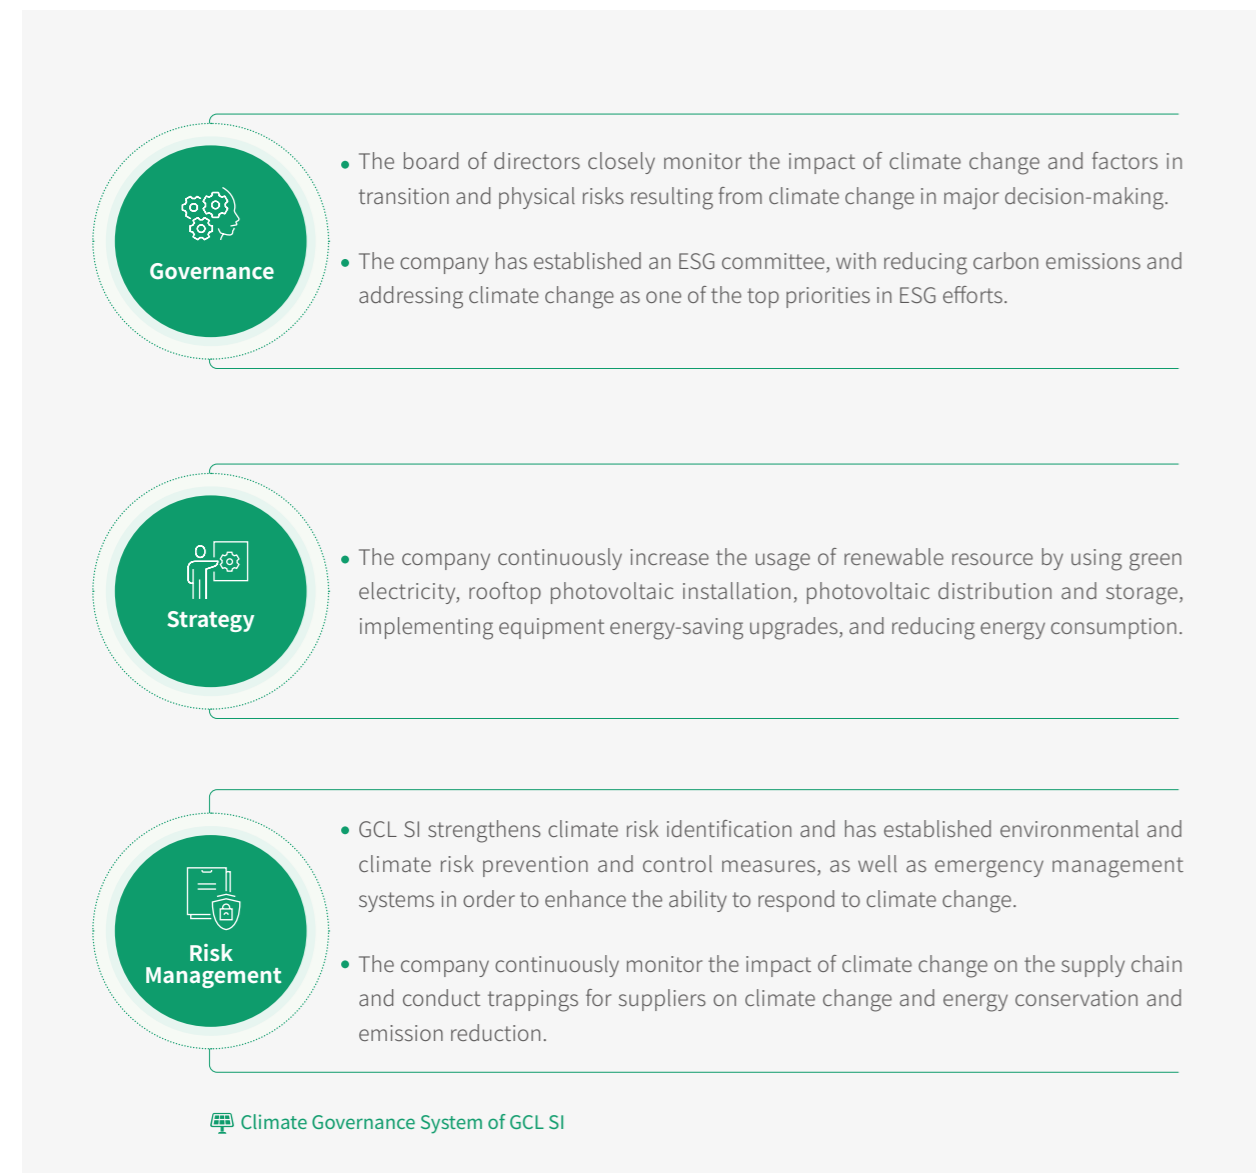 The board of directors closely monitor the impact of climate change and factors in
transition and physical risks resulting from climate change in major decision-making.
Governance
The company has established an ESG committee, with reducing carbon emissions and
addressing climate change as one of the top priorities in ESG efforts.
The company continuously increase the usage of renewable resource by using green
electricity, rooftop photovoltaic installation, photovoltaic distribution and storage,
implementing equipment energy-saving upgrades, and reducing energy consumption.
Strategy
GCL SI strengthens climate risk identification and has established environmental and
climate risk prevention and control measures, as well as emergency management
systems in order to enhance the ability to respond to climate change.
Risk
Management
The company continuously monitor the impact of climate change on the supply chain
and conduct trappings for suppliers on climate change and energy conservation and
emission reduction.
Climate Governance System of GCL SI